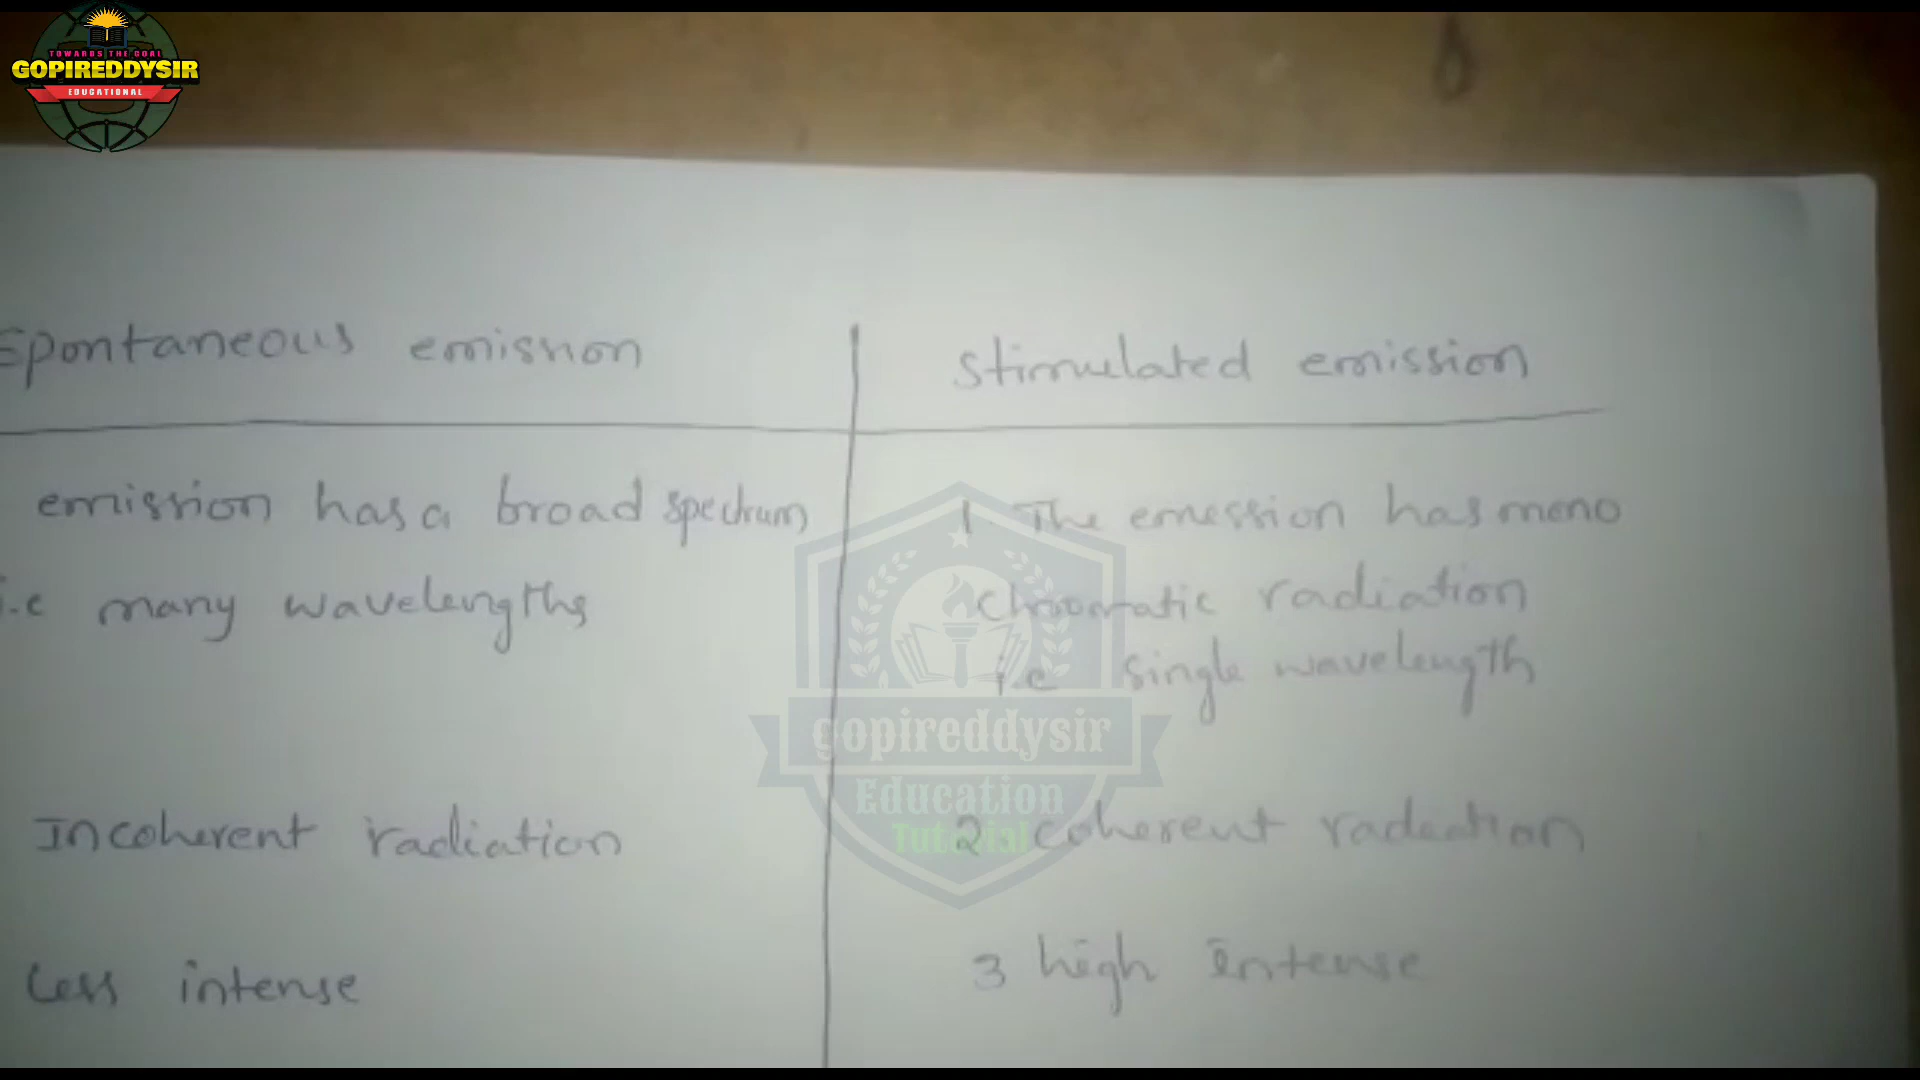 TOWARDS THE GOAL
GOPIREDDYSIR
EDUCATIONAL
Spontaneous emission
stimulated emission
emission has a broad spectrum
i.e many wavelengths
Incoherent radiation
Less intense
1. The emession has mono
chromatic radiation
i.e single wavelength
2 coherent radiation
3 high intense
gopireddysir
Education
Tutorial